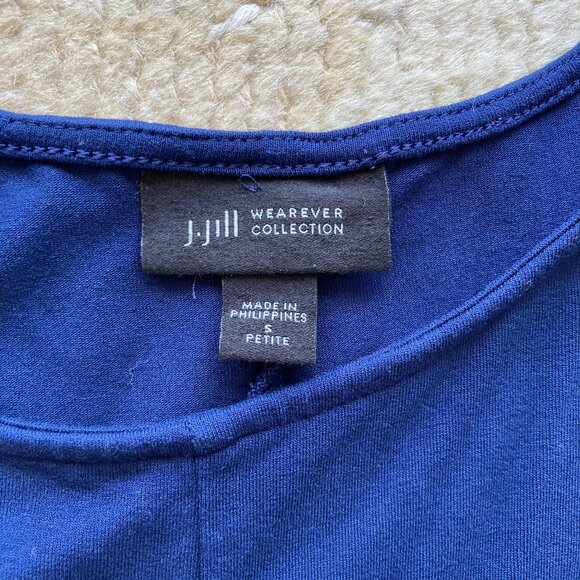 J.Jill WEAREVER
COLLECTION
MADE IN
PHILIPPINES
S
PETITE